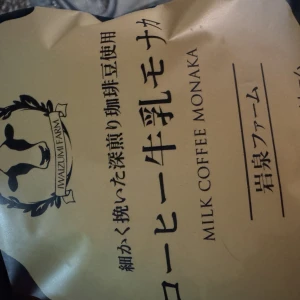 細かく挽いた深煎り珈琲豆使用
コーヒー牛乳モナカ
MILK COFFEE MONAKA
岩泉ファーム
IWAIZUMI FARM